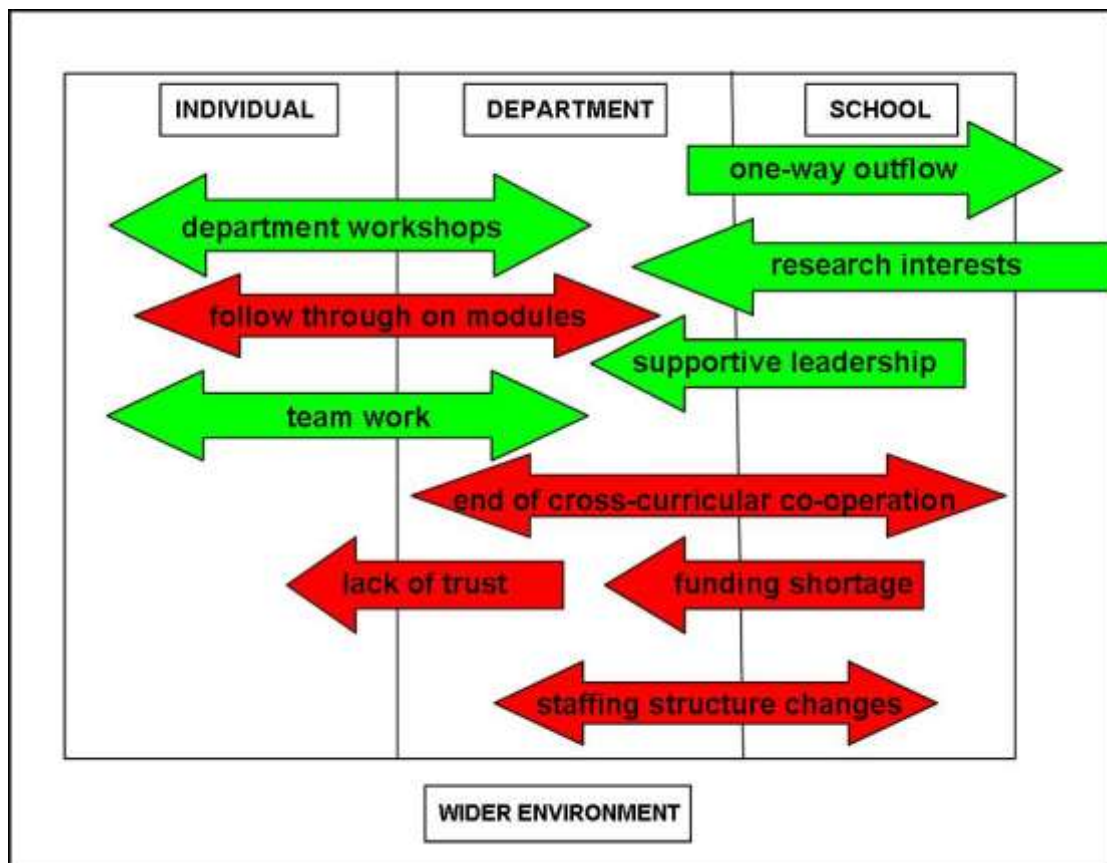 INDIVIDUAL
DEPARTMENT
SCHOOL
one-way outflow
department workshops
research interests
follow through on modules
supportive leadership
team work
end of cross-curricular co-operation
lack of trust
funding shortage
staffing structure changes
WIDER ENVIRONMENT